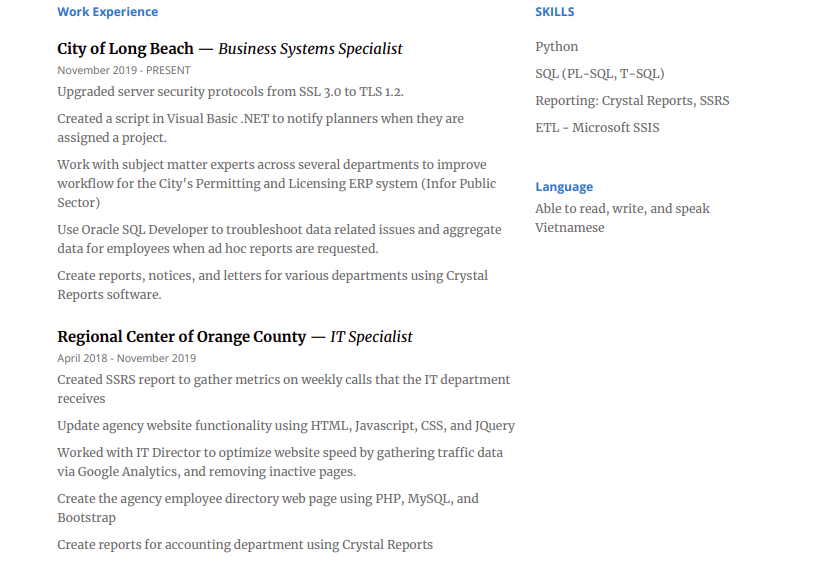 Work Experience
City of Long Beach — Business Systems Specialist
November 2019 - PRESENT
Upgraded server security protocols from SSL 3.0 to TLS 1.2.
Created a script in Visual Basic .NET to notify planners when they are
assigned a project.
Work with subject matter experts across several departments to improve
workflow for the City's Permitting and Licensing ERP system (Infor Public
Sector)
Use Oracle SQL Developer to troubleshoot data related issues and aggregate
data for employees when ad hoc reports are requested.
Create reports, notices, and letters for various departments using Crystal
Reports software.
Regional Center of Orange County — IT Specialist
April 2018 - November 2019
Created SSRS report to gather metrics on weekly calls that the IT department
receives
Update agency website functionality using HTML, Javascript, CSS, and JQuery
Worked with IT Director to optimize website speed by gathering traffic data
via Google Analytics, and removing inactive pages.
Create the agency employee directory web page using PHP, MySQL, and
Bootstrap
Create reports for accounting department using Crystal Reports
SKILLS
Python
SQL (PL-SQL, T-SQL)
Reporting: Crystal Reports, SSRS
ETL - Microsoft SSIS
Language
Able to read, write, and speak
Vietnamese